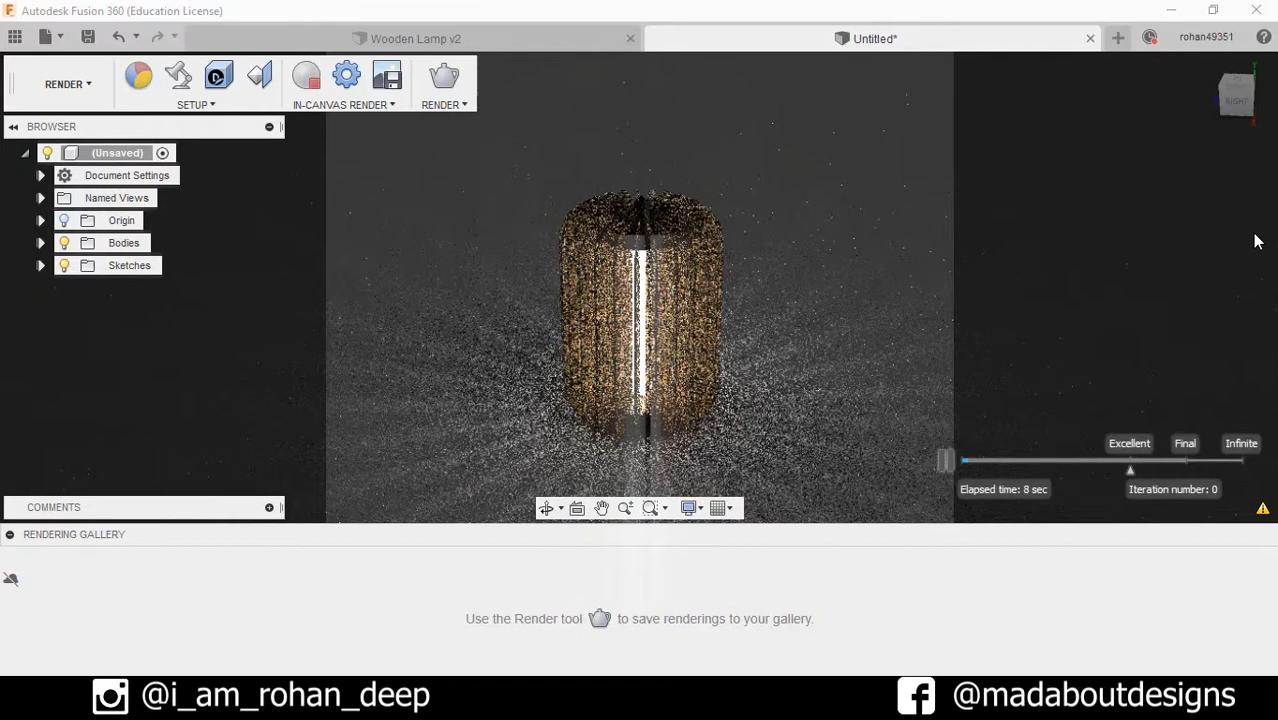 Autodesk Fusion 360 (Education License)
Wooden Lamp v2
Untitled*
rohan49351
RENDER
SETUP
IN-CANVAS RENDER
RENDER
RIGHT
BROWSER
(Unsaved)
Document Settings
Named Views
Origin
Bodies
Sketches
Excellent
Final
Infinite
Elapsed time: 8 sec
Iteration number: 0
COMMENTS
RENDERING GALLERY
Use the Render tool to save renderings to your gallery.
@i_am_rohan_deep
@madaboutdesigns